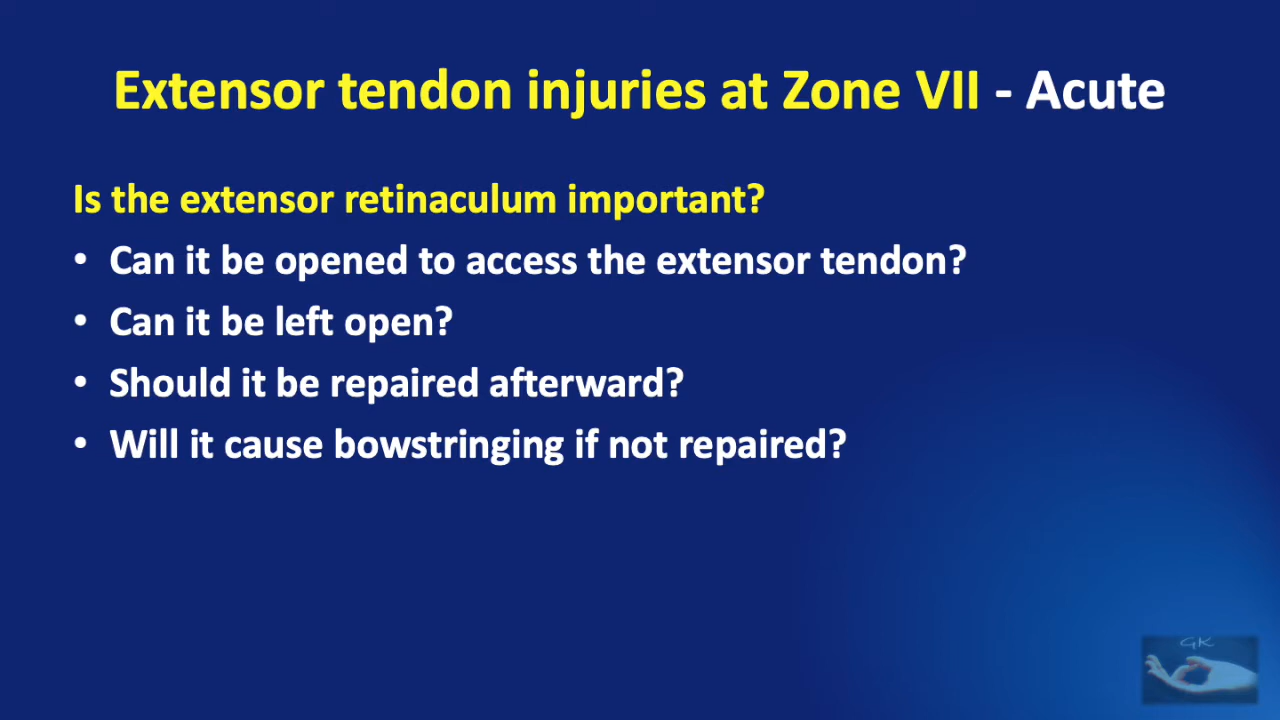 Extensor tendon injuries at Zone VII - Acute
Is the extensor retinaculum important?
• Can it be opened to access the extensor tendon?
• Can it be left open?
• Should it be repaired afterward?
• Will it cause bowstringing if not repaired?
GK